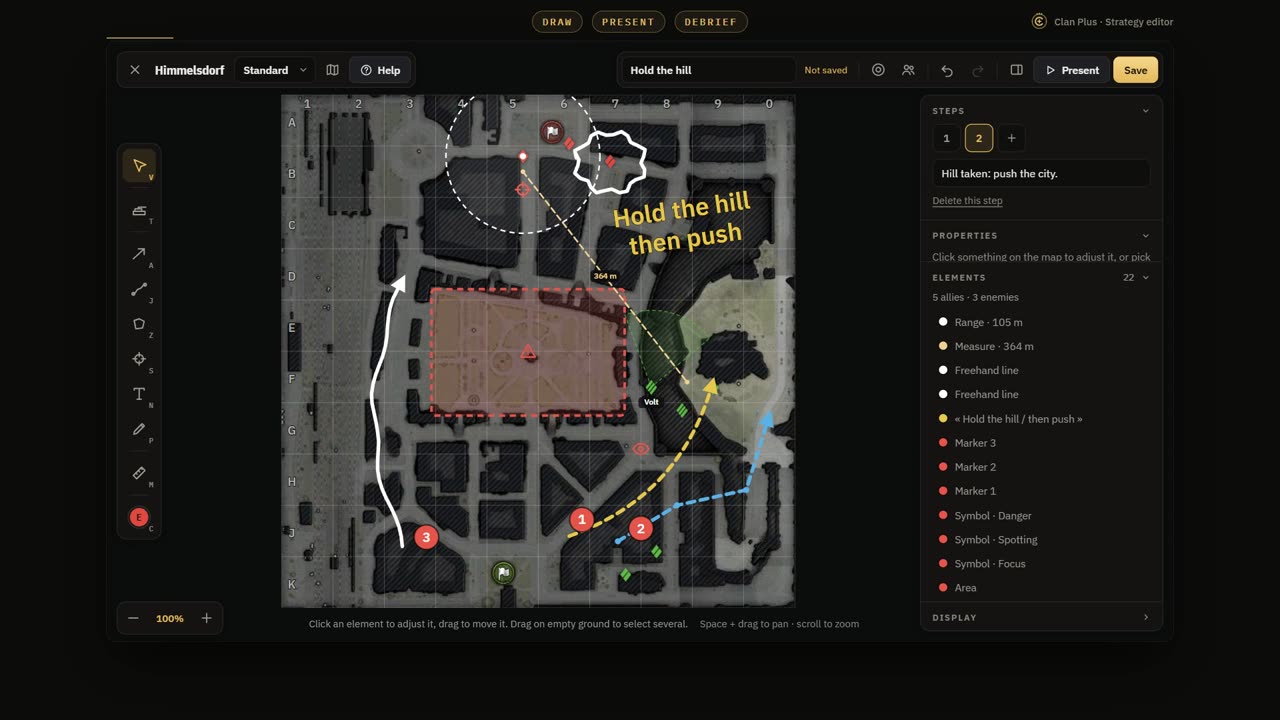 DRAW PRESENT DEBRIEF
Clan Plus · Strategy editor
Himmelsdorf Standard Help
Hold the hill Not saved Present Save
1 2 3 4 5 6 7 8 9 0
A
B
C
D
E
F
G
H
J
K
Hold the hill
then push
364 m
Volt
1
2
3
V
T
A
J
Z
S
N
P
M
E
C
100%
STEPS
1 2 +
Hill taken: push the city.
Delete this step
PROPERTIES
Click something on the map to adjust it, or pick
ELEMENTS 22
5 allies · 3 enemies
Range · 105 m
Measure · 364 m
Freehand line
Freehand line
« Hold the hill / then push »
Marker 3
Marker 2
Marker 1
Symbol · Danger
Symbol · Spotting
Symbol · Focus
Area
DISPLAY
Click an element to adjust it, drag to move it. Drag on empty ground to select several. Space + drag to pan · scroll to zoom